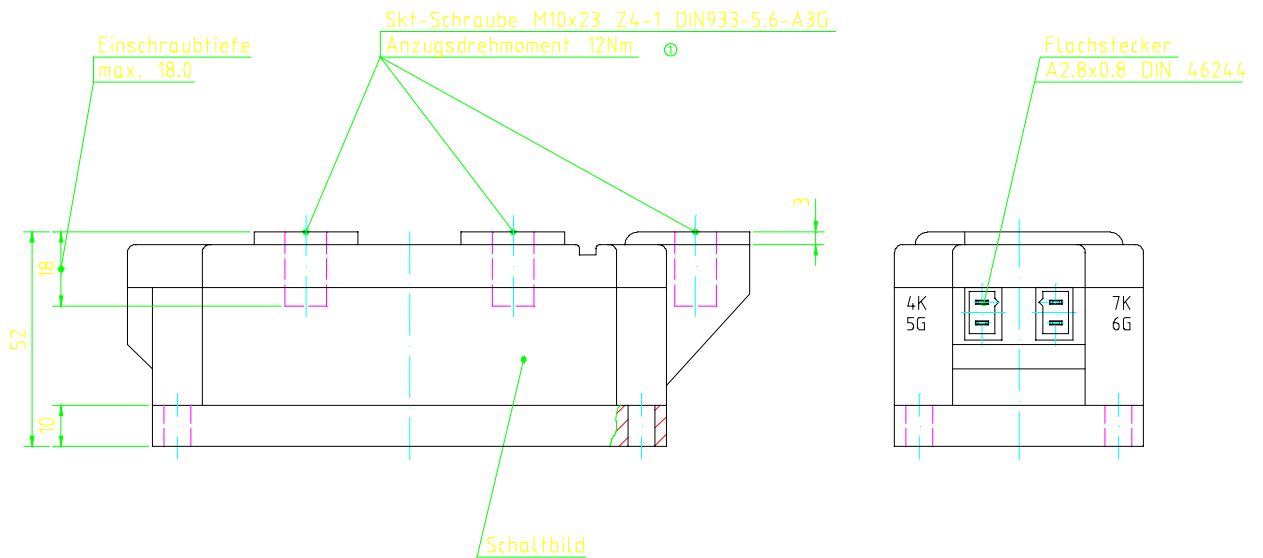 Skt-Schraube M10x23 Z4-1 DIN933-5.6-A3G
Anzugsdrehmoment 12Nm ①
Einschraubtiefe
max. 18.0
Flachstecker
A2.8x0.8 DIN 46244
3
18
52
10
4K
5G
7K
6G
Schaltbild